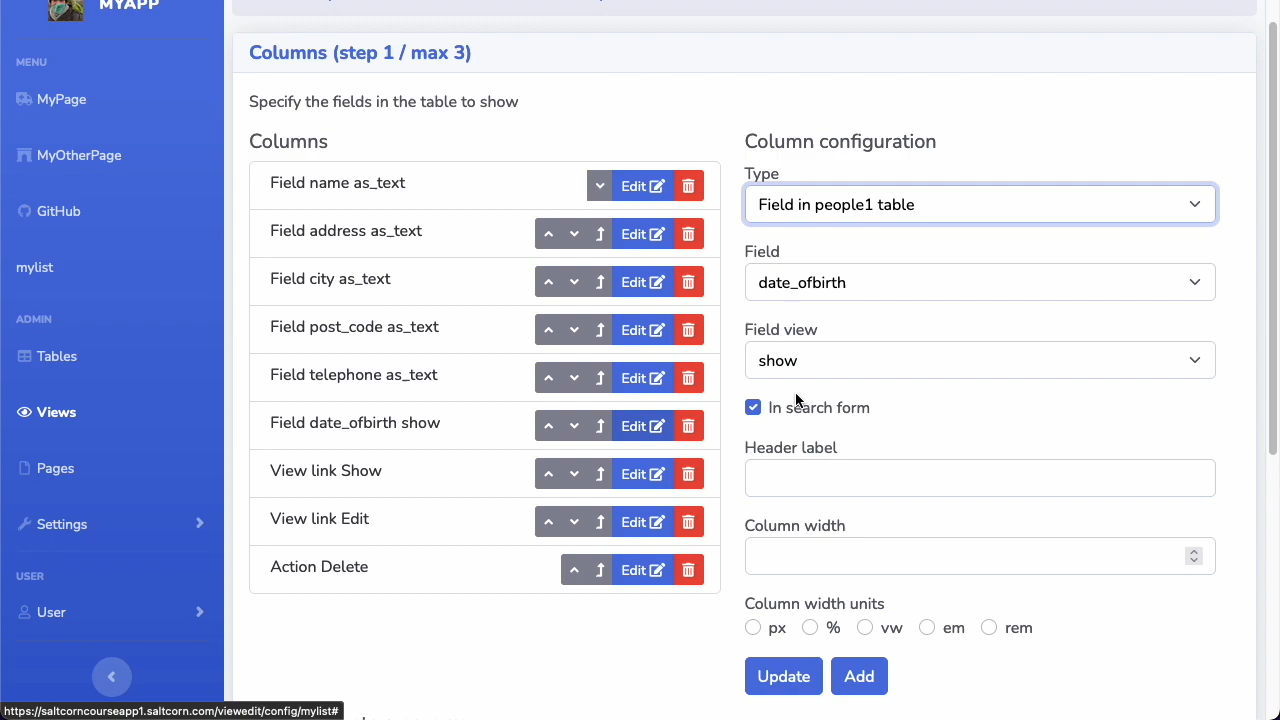 MYAPP
MENU
MyPage
MyOtherPage
GitHub
mylist
ADMIN
Tables
Views
Pages
Settings
USER
User
https://saltcorncourseapp1.saltcorn.com/viewedit/config/mylist#
Columns (step 1 / max 3)
Specify the fields in the table to show
Columns
Field name as_text
Edit
Field address as_text
Edit
Field city as_text
Edit
Field post_code as_text
Edit
Field telephone as_text
Edit
Field date_ofbirth show
Edit
View link Show
Edit
View link Edit
Edit
Action Delete
Edit
Column configuration
Type
Field in people1 table
Field
date_ofbirth
Field view
show
In search form
Header label
Column width
Column width units
px % vw em rem
Update Add